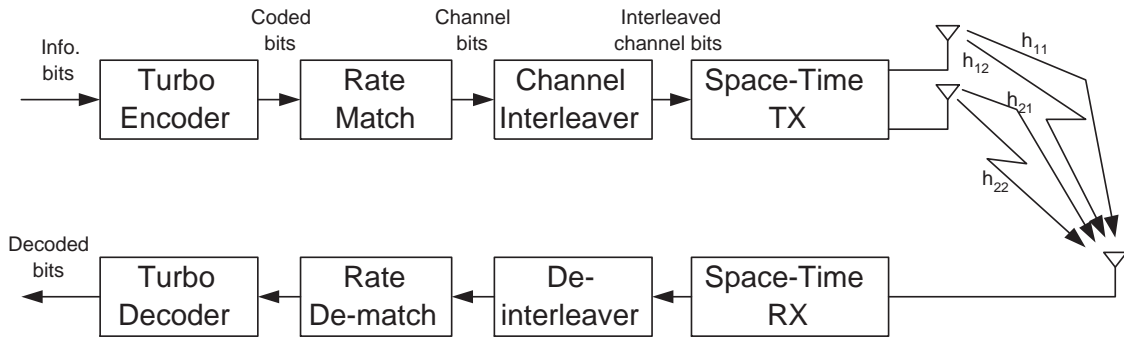 Info.
bits
Turbo
Encoder
Coded
bits
Rate
Match
Channel
bits
Channel
Interleaver
Interleaved
channel bits
Space-Time
TX
h11
h12
h21
h22
Decoded
bits
Turbo
Decoder
Rate
De-match
De-
interleaver
Space-Time
RX